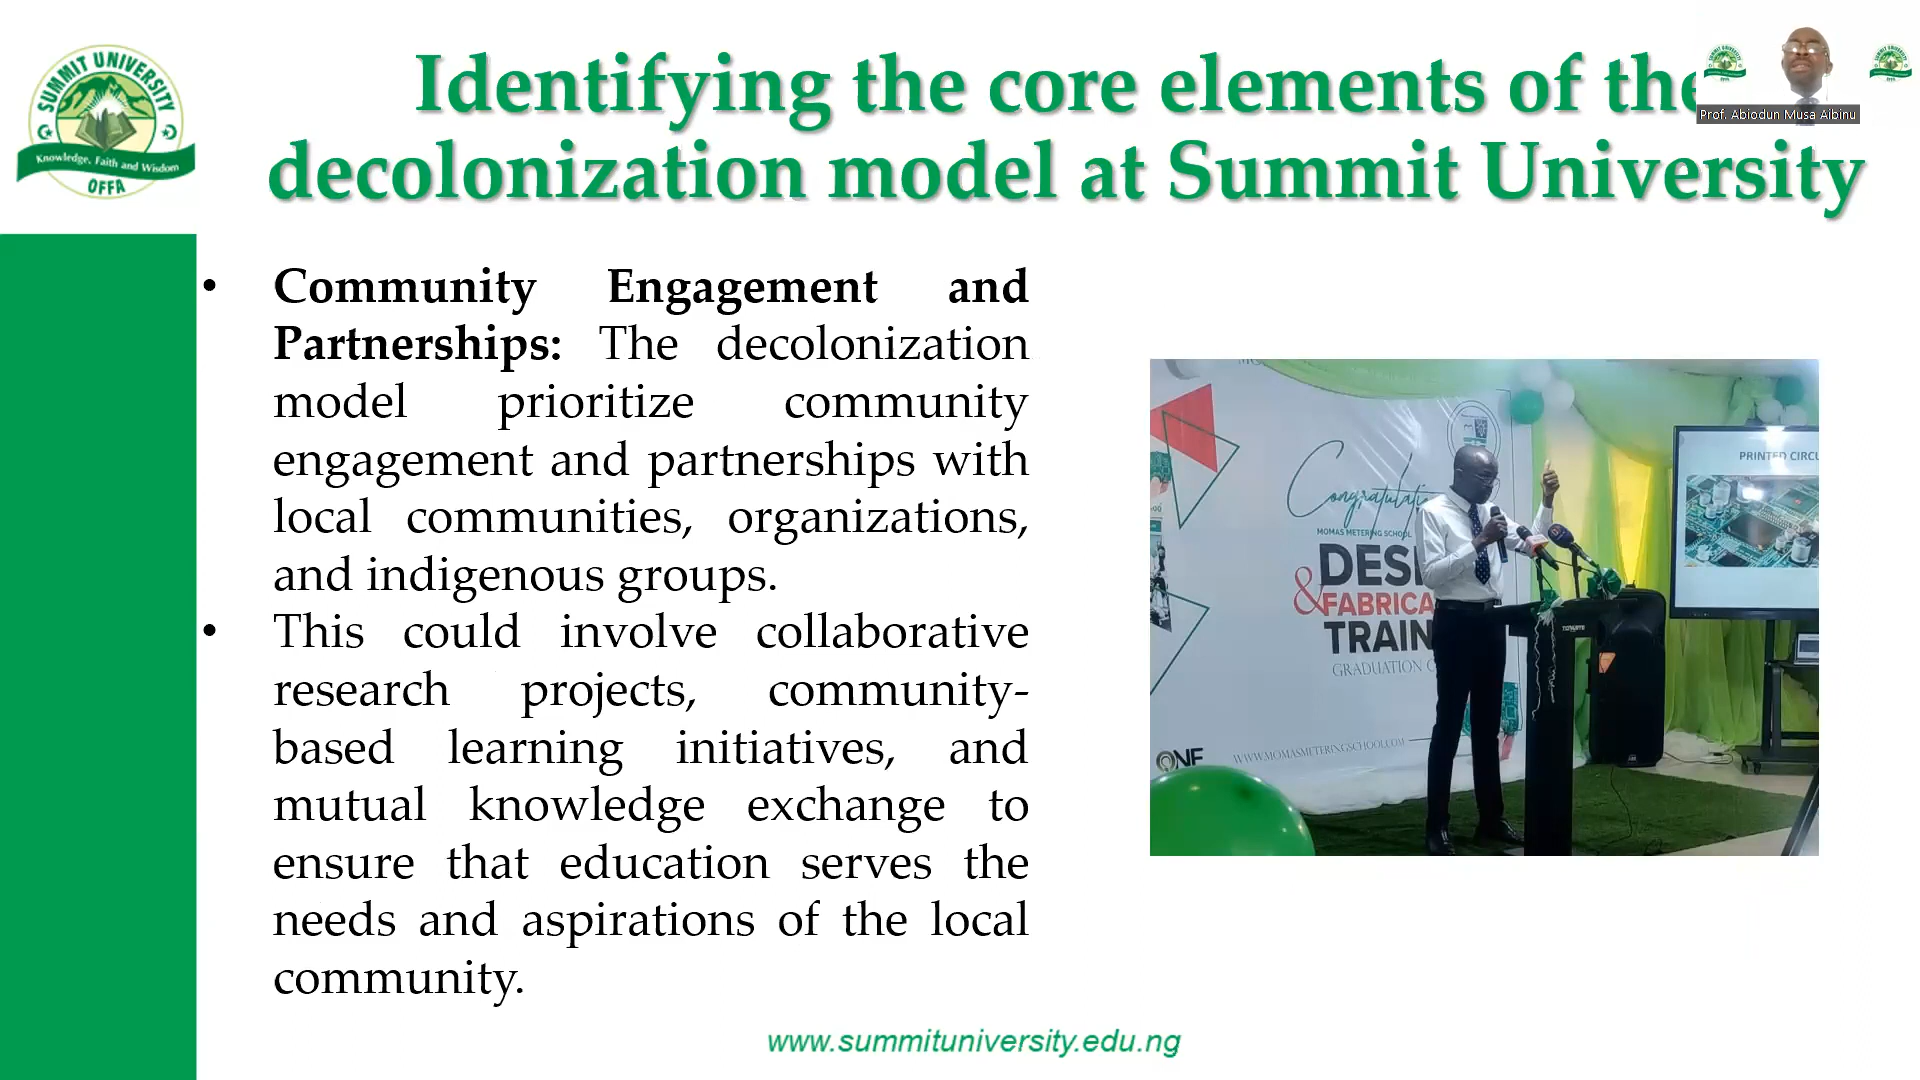 SUMMIT UNIVERSITY
Knowledge, Faith and Wisdom
OFFA
Identifying the core elements of the
decolonization model at Summit University
Prof. Abiodun Musa Aibinu
• Community Engagement and
Partnerships: The decolonization
model prioritize community
engagement and partnerships with
local communities, organizations,
and indigenous groups.
• This could involve collaborative
research projects, community-
based learning initiatives, and
mutual knowledge exchange to
ensure that education serves the
needs and aspirations of the local
community.
Congratulatio
MOMAS METERING SCHOOL
DESI
& FABRICA
TRAIN
GRADUATION C
WWW.MOMASMETERINGSCHOOL.COM
PRINTED CIRCU
www.summituniversity.edu.ng